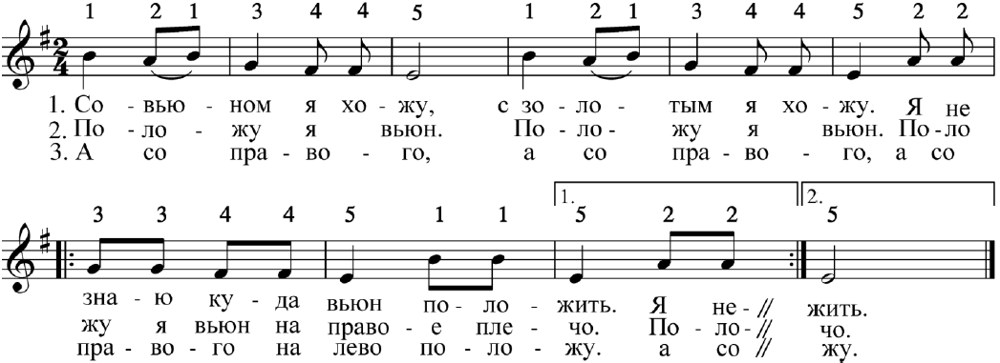 1 2 1 3 4 4 5 1 2 1 3 4 4 5 2 2
2 4
1. Со - вью - ном я хо - жу, с зо - ло - тым я хо - жу. Я не
2. По - ло - жу я вьюн. По - ло - жу я вьюн. По - ло
3. А со пра - во - го, а со пра - во - го, а со
1. 2.
3 3 4 4 5 1 1 5 2 2 5
зна - ю ку - да вьюн по - ло - жить. Я не - // жить.
жу я вьюн на право - е пле - чо. По - ло - // чо.
пра - во - го на лево по - ло - жу. а со // жу.